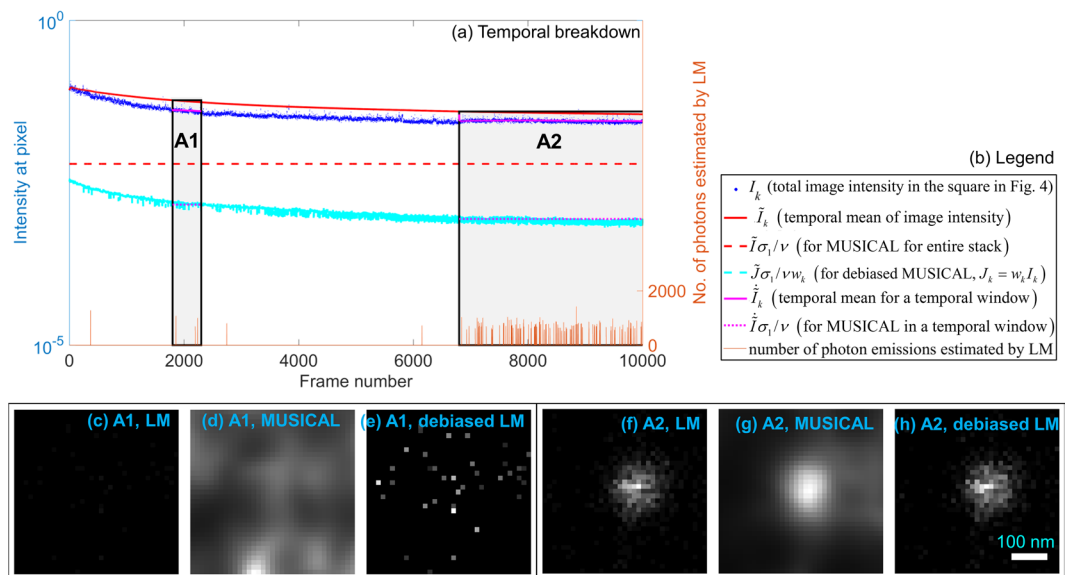 (a) Temporal breakdown
10^0
Intensity at pixel
10^-5
A1
A2
0 2000 4000 6000 8000 10000
Frame number
2000
0
No. of photons estimated by LM
(b) Legend
I_k (total image intensity in the square in Fig. 4)
Ĩ_k (temporal mean of image intensity)
Ĩσ_1/ν (for MUSICAL for entire stack)
J̃σ_1/νw_k (for debiased MUSICAL, J_k = w_k I_k)
Ĩ̇_k (temporal mean for a temporal window)
Ĩ̇σ_1/ν (for MUSICAL in a temporal window)
number of photon emissions estimated by LM
(c) A1, LM
(d) A1, MUSICAL
(e) A1, debiased LM
(f) A2, LM
(g) A2, MUSICAL
(h) A2, debiased LM
100 nm